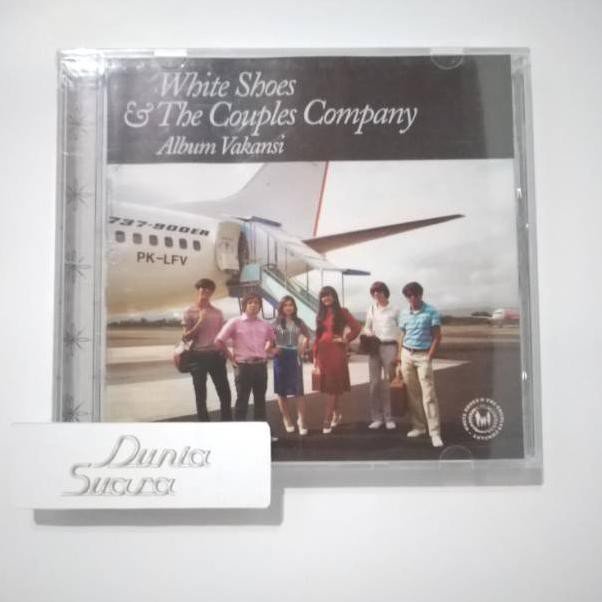 White Shoes
& The Couples Company
Album Vakansi
737-900ER
PK-LFV
Dunia
Suara